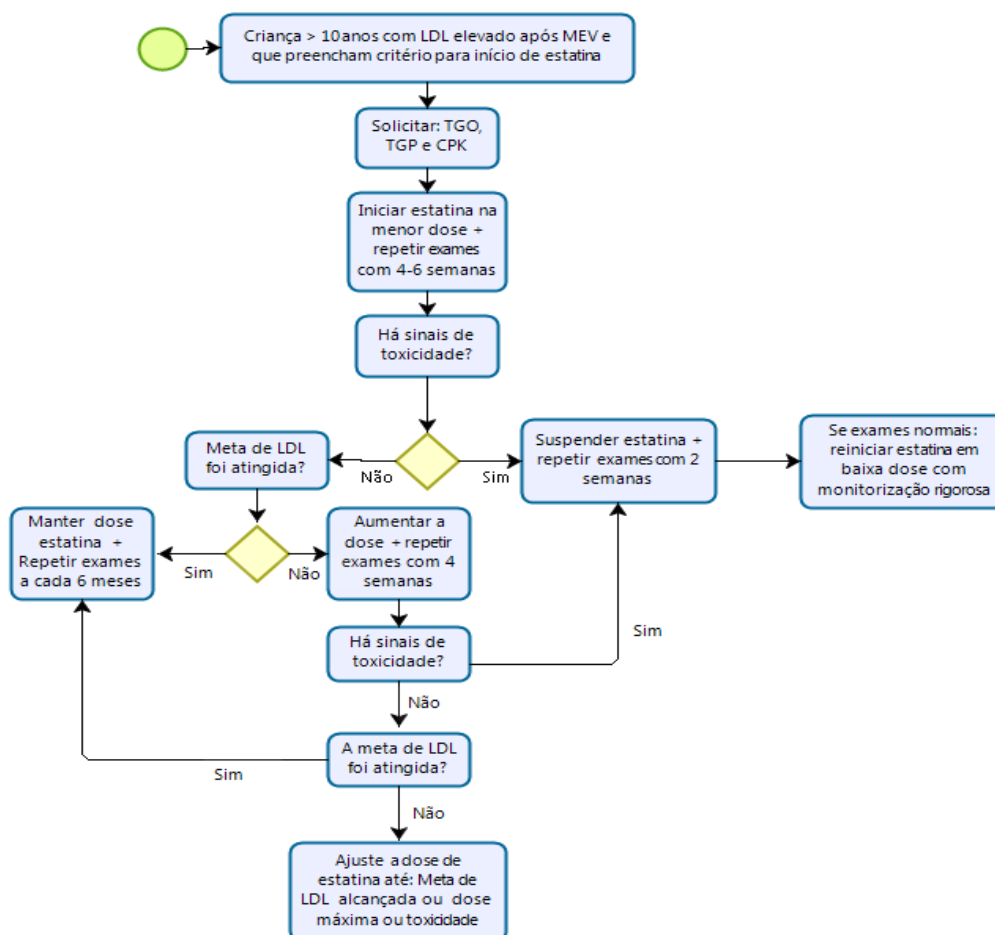 Criança > 10 anos com LDL elevado após MEV e
que preencham critério para início de estatina
Solicitar: TGO,
TGP e CPK
Iniciar estatina na
menor dose +
repetir exames
com 4-6 semanas
Há sinais de
toxicidade?
Não
Sim
Meta de LDL
foi atingida?
Suspender estatina +
repetir exames com 2
semanas
Se exames normais:
reiniciar estatina em
baixa dose com
monitorização rigorosa
Sim
Não
Manter dose
estatina +
Repetir exames
a cada 6 meses
Aumentar a
dose + repetir
exames com 4
semanas
Há sinais de
toxicidade?
Sim
Não
A meta de LDL
foi atingida?
Sim
Não
Ajuste a dose de
estatina até: Meta de
LDL alcançada ou dose
máxima ou toxicidade